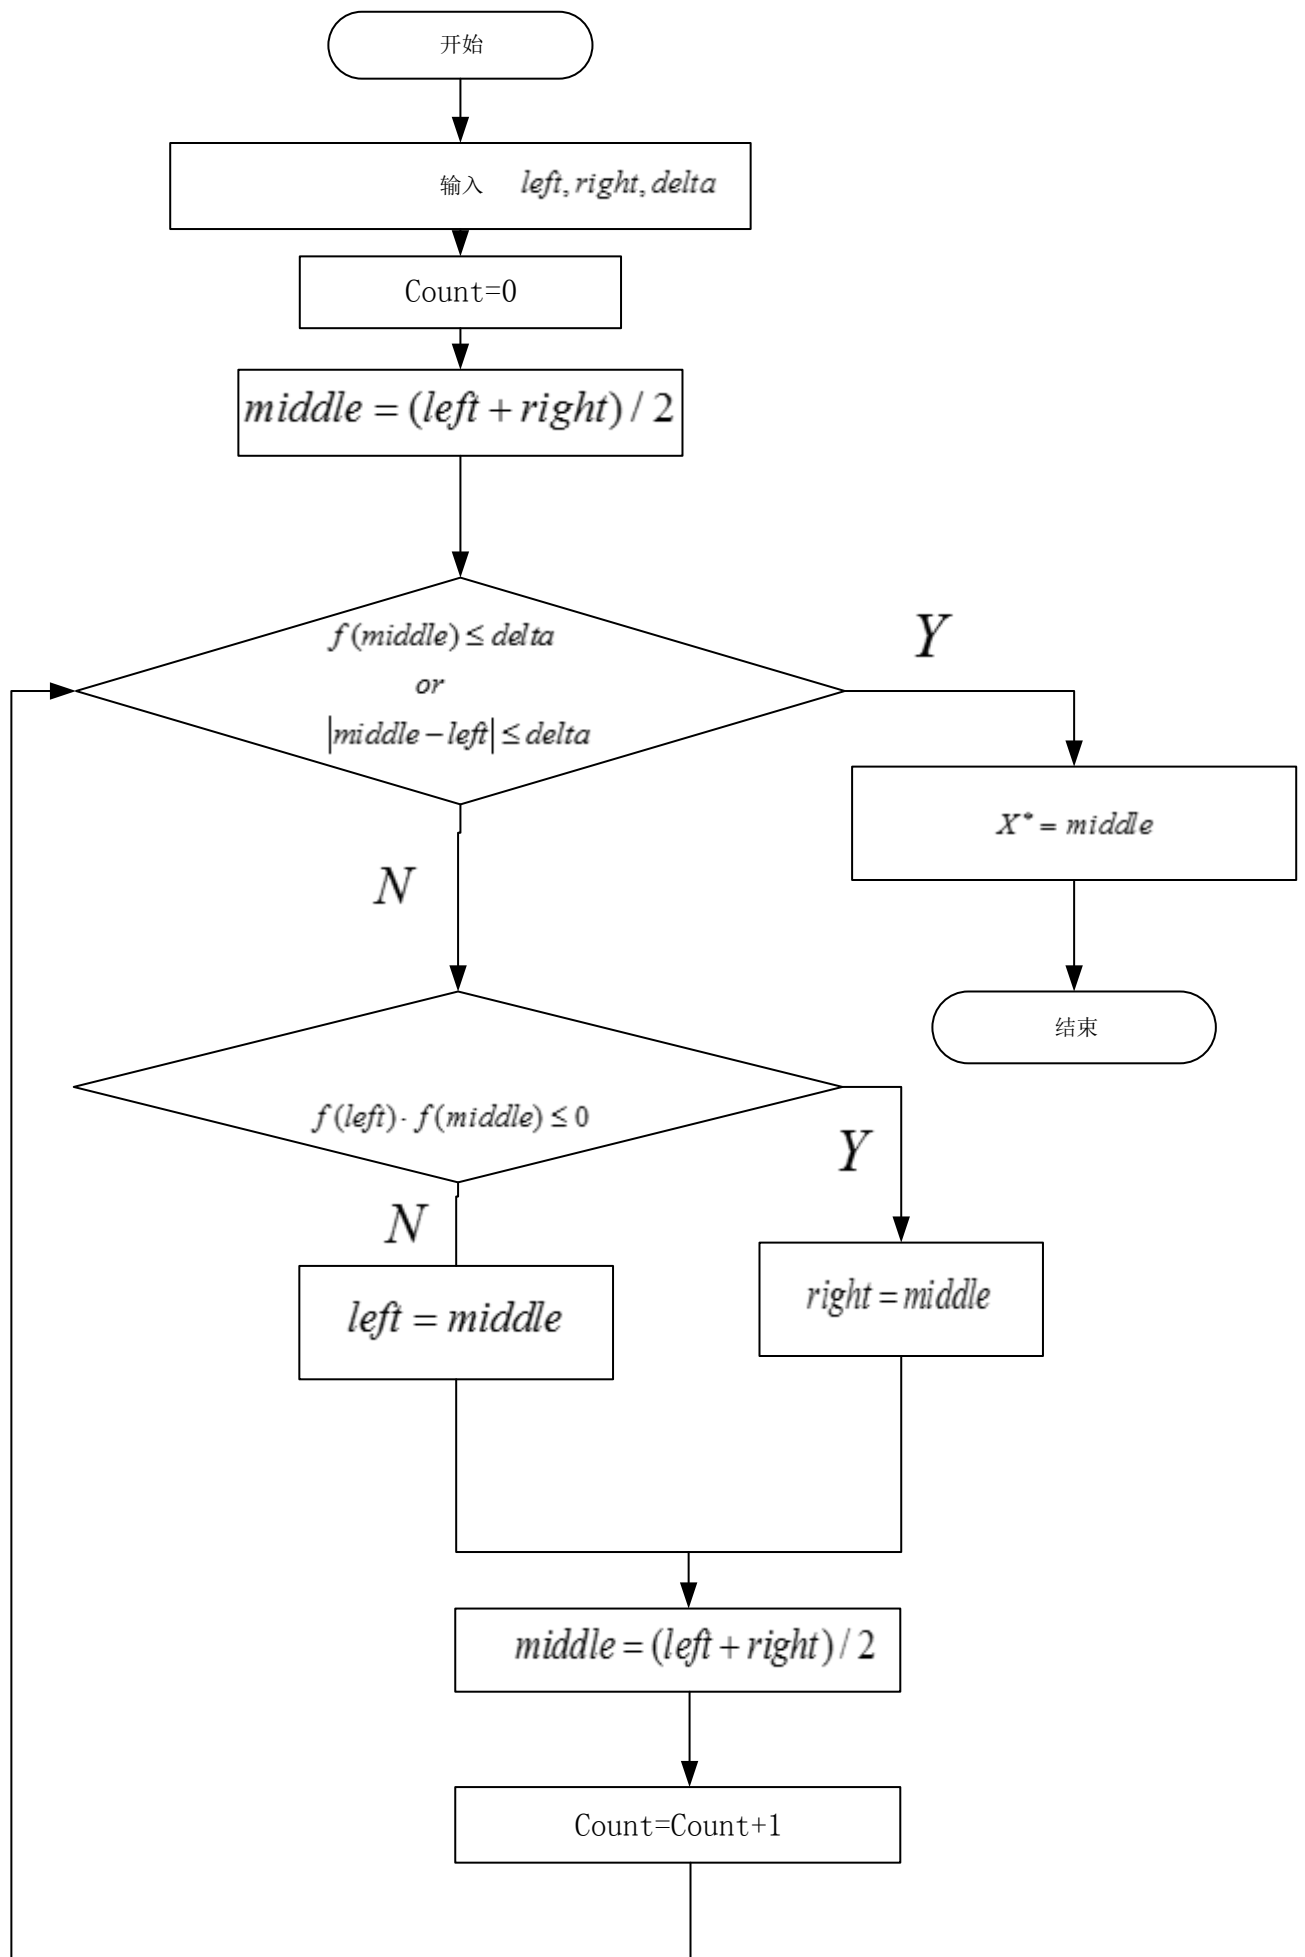 开始
输入 left, right, delta
Count=0
middle = (left + right) / 2
f(middle) ≤ delta
or
|middle − left| ≤ delta
Y
X* = middle
N
结束
f(left) · f(middle) ≤ 0
Y
N
right = middle
left = middle
middle = (left + right) / 2
Count=Count+1